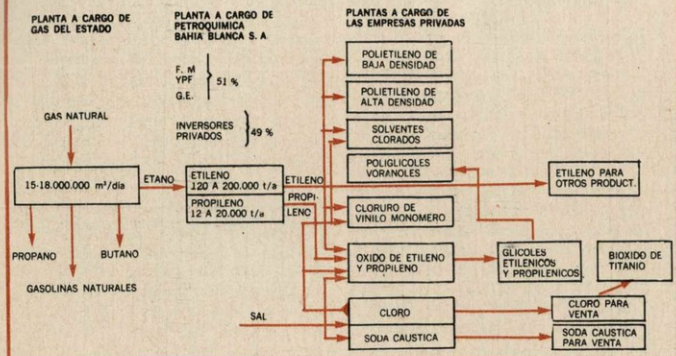 PLANTA A CARGO DE
GAS DEL ESTADO
PLANTA A CARGO DE
PETROQUIMICA
BAHIA BLANCA S. A
PLANTAS A CARGO DE
LAS EMPRESAS PRIVADAS
F. M
YPF
G.E.
51 %
INVERSORES
PRIVADOS
49 %
GAS NATURAL
15-18.000.000 m³/dia
ETANO
ETILENO
120 A 200.000 t/a
PROPILENO
12 A 20.000 t/a
ETILENO
PROPI-
LENO
PROPANO
BUTANO
GASOLINAS NATURALES
POLIETILENO DE
BAJA DENSIDAD
POLIETILENO DE
ALTA DENSIDAD
SOLVENTES
CLORADOS
POLIGLICOLES
VORANOLES
CLORURO DE
VINILO MONOMERO
OXIDO DE ETILENO
Y PROPILENO
SAL
CLORO
SODA CAUSTICA
ETILENO PARA
OTROS PRODUCT.
GLICOLES
ETILENICOS
Y PROPILENICOS
BIOXIDO DE
TITANIO
CLORO PARA
VENTA
SODA CAUSTICA
PARA VENTA